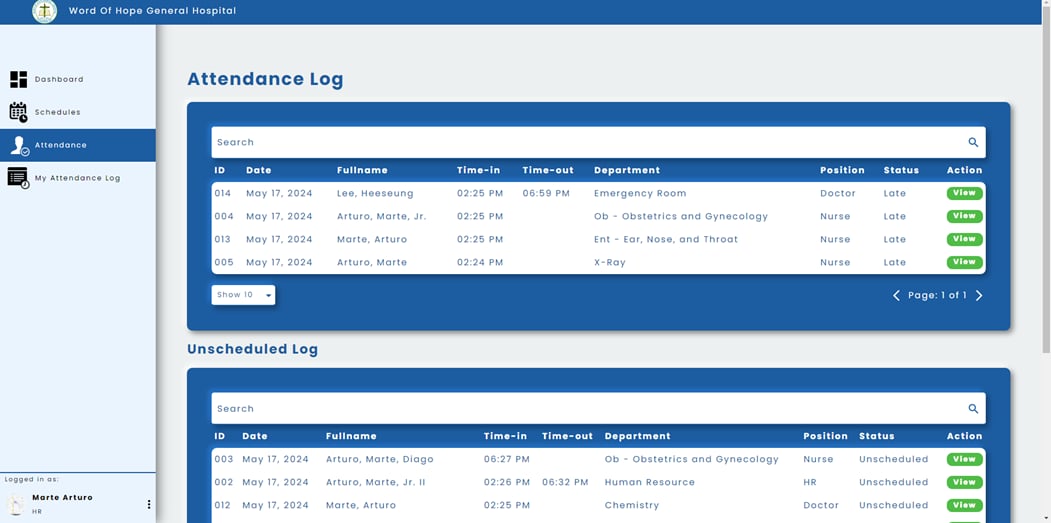 Word Of Hope General Hospital
Dashboard
Schedules
Attendance
My Attendance Log
Logged in as:
Marte Arturo
HR
Attendance Log
Search
ID Date Fullname Time-in Time-out Department Position Status Action
014 May 17, 2024 Lee, Heeseung 02:25 PM 06:59 PM Emergency Room Doctor Late View
004 May 17, 2024 Arturo, Marte, Jr. 02:25 PM Ob - Obstetrics and Gynecology Nurse Late View
013 May 17, 2024 Marte, Arturo 02:25 PM Ent - Ear, Nose, and Throat Nurse Late View
005 May 17, 2024 Arturo, Marte 02:24 PM X-Ray Nurse Late View
Show 10 Page: 1 of 1
Unscheduled Log
Search
ID Date Fullname Time-in Time-out Department Position Status Action
003 May 17, 2024 Arturo, Marte, Diago 06:27 PM Ob - Obstetrics and Gynecology Nurse Unscheduled View
002 May 17, 2024 Arturo, Marte, Jr. II 02:26 PM 06:32 PM Human Resource HR Unscheduled View
012 May 17, 2024 Marte, Arturo 02:25 PM Chemistry Doctor Unscheduled View